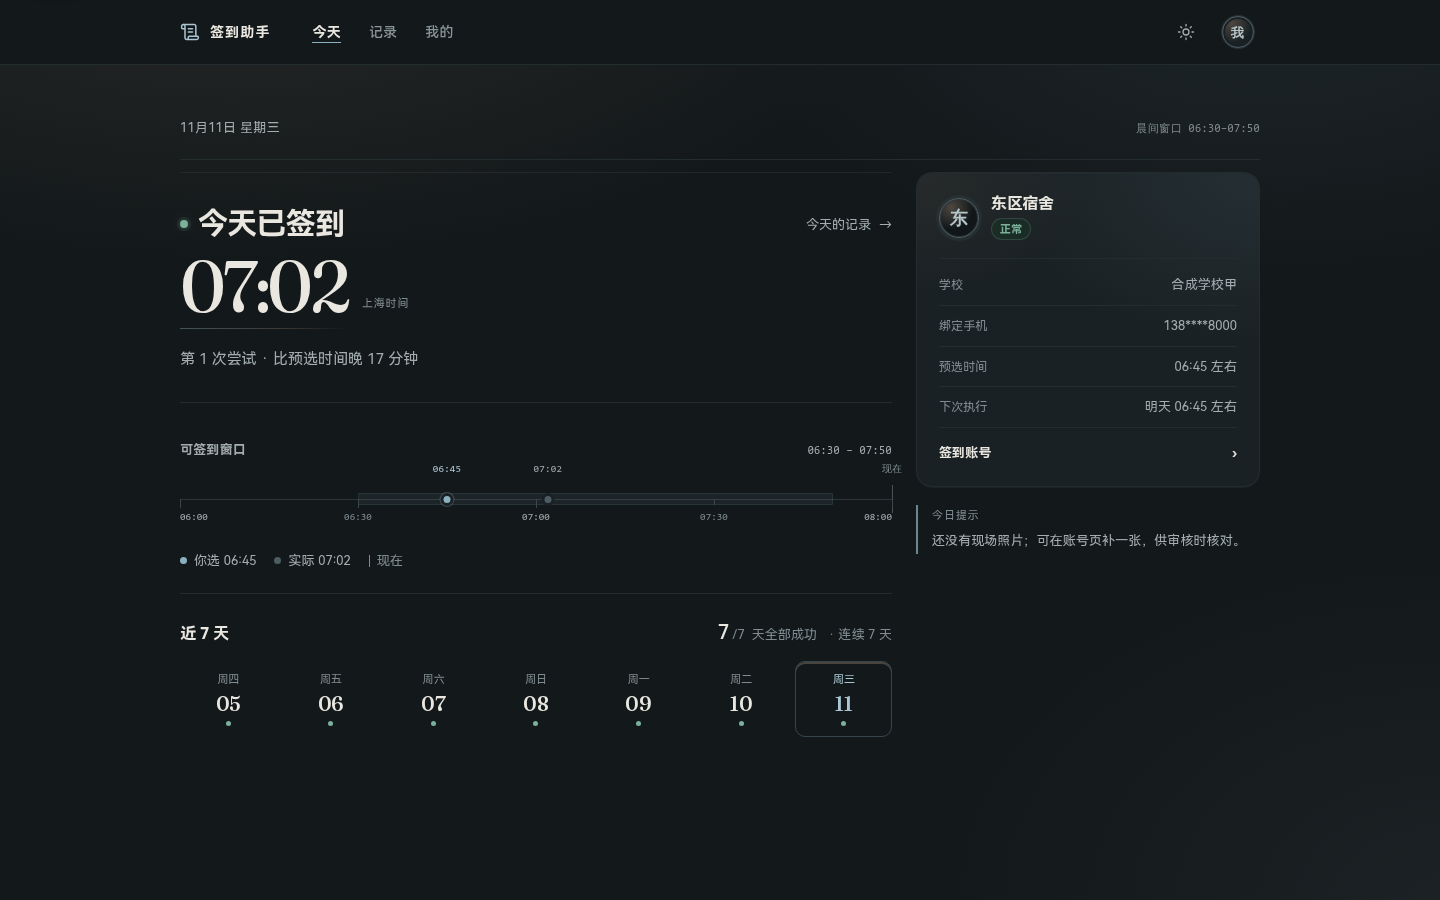 签到助手 今天 记录 我的 我
11月11日 星期三 晨间窗口 06:30–07:50
今天已签到 今天的记录 →
07:02 上海时间
第 1 次尝试 · 比预选时间晚 17 分钟
可签到窗口 06:30 – 07:50
06:45 07:02 现在
06:00 06:30 07:00 07:30 08:00
你选 06:45 实际 07:02 现在
近 7 天 7 /7 天全部成功 · 连续 7 天
周四 周五 周六 周日 周一 周二 周三
05 06 07 08 09 10 11
东 东区宿舍
正常
学校 合成学校甲
绑定手机 138****8000
预选时间 06:45 左右
下次执行 明天 06:45 左右
签到账号 ›
今日提示
还没有现场照片；可在账号页补一张，供审核时核对。